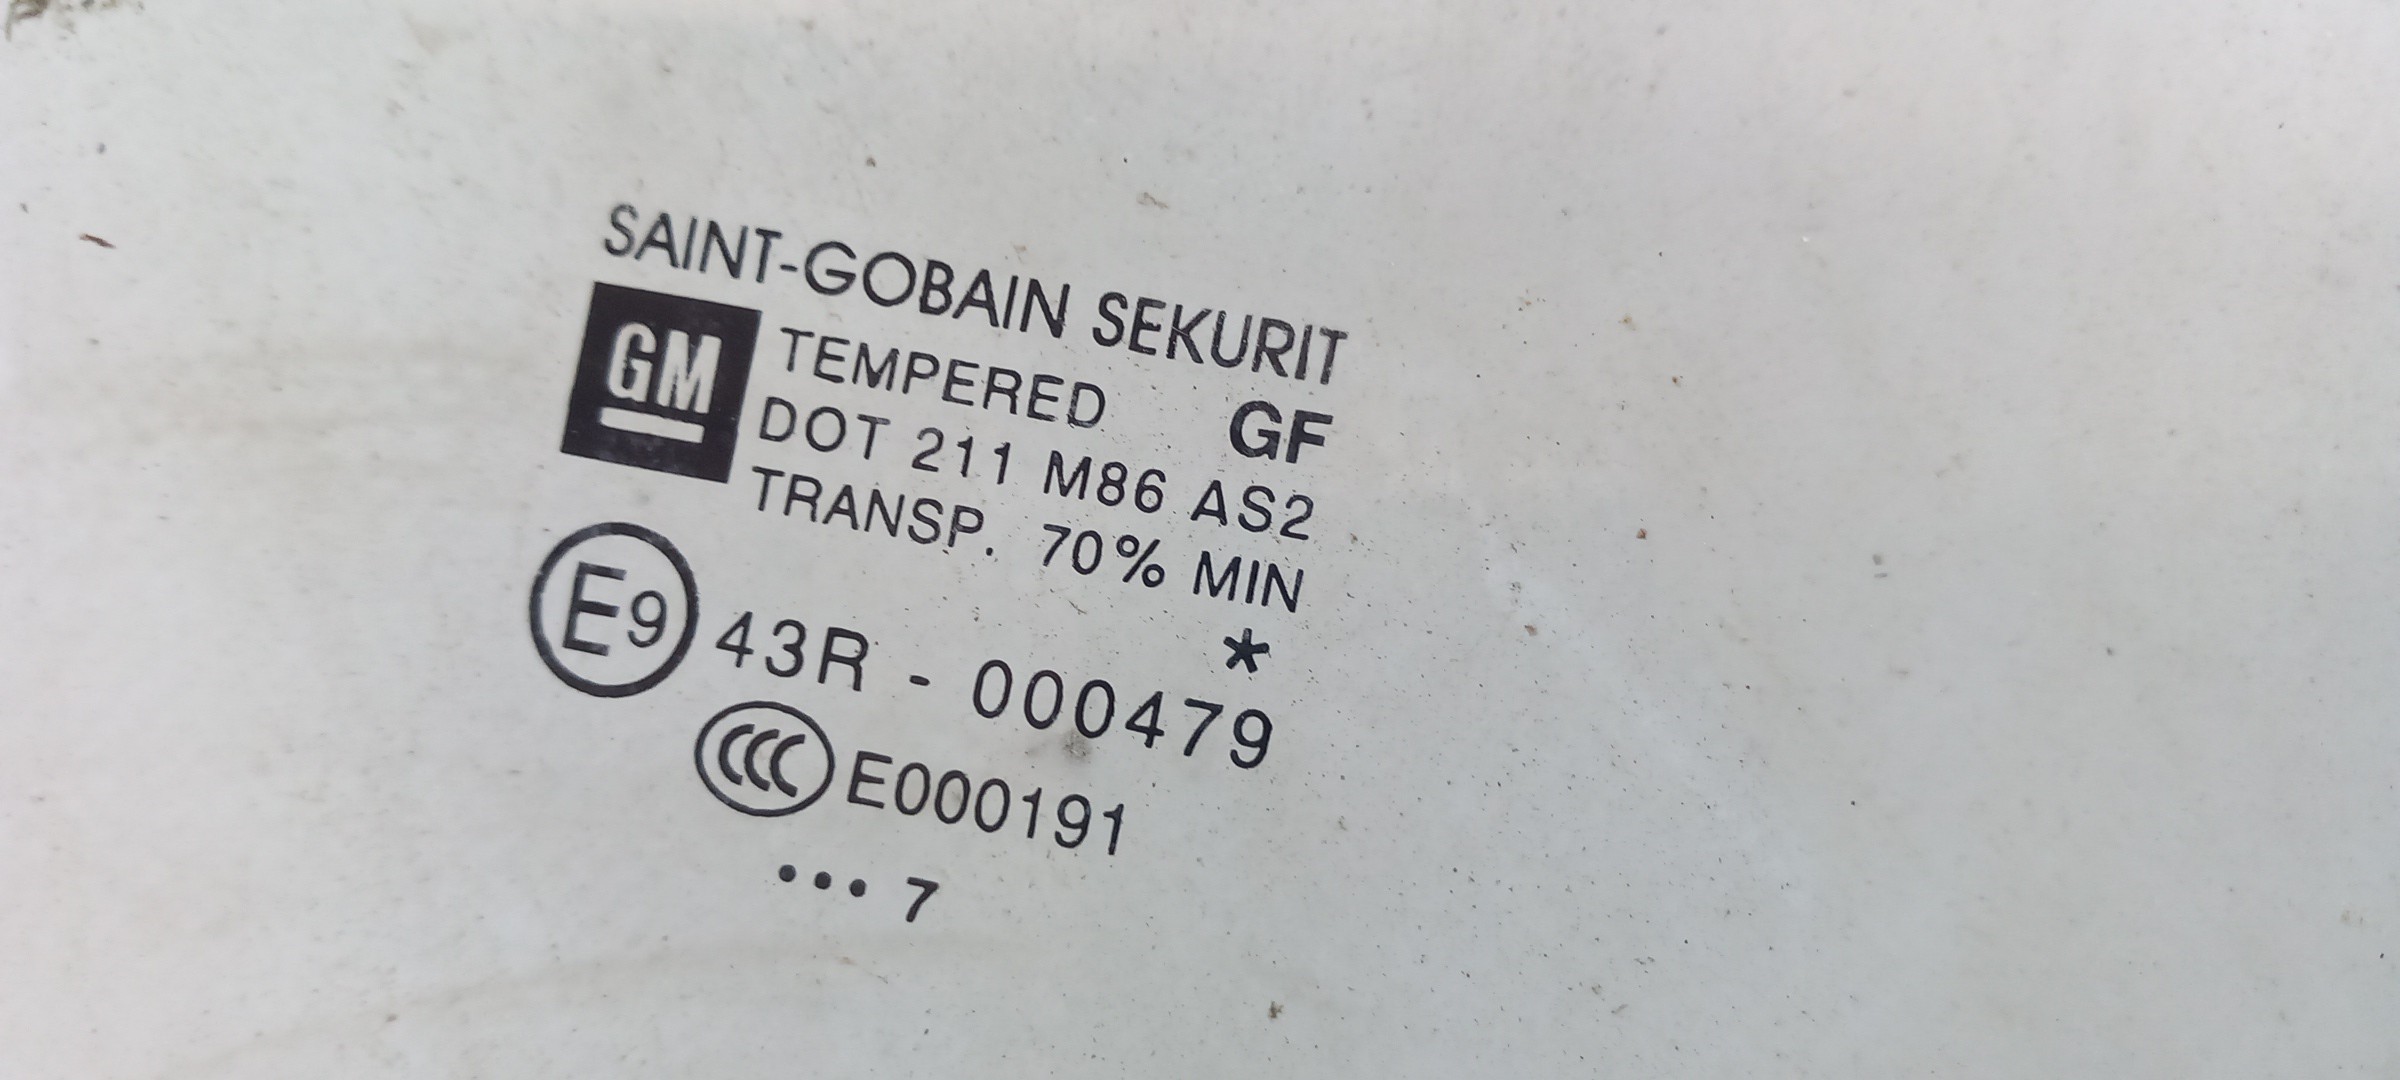 SAINT-GOBAIN SEKURIT
GM TEMPERED GF
DOT 211 M86 AS2
TRANSP. 70% MIN
*
E9 43R - 000479
CCC E000191
••• 7